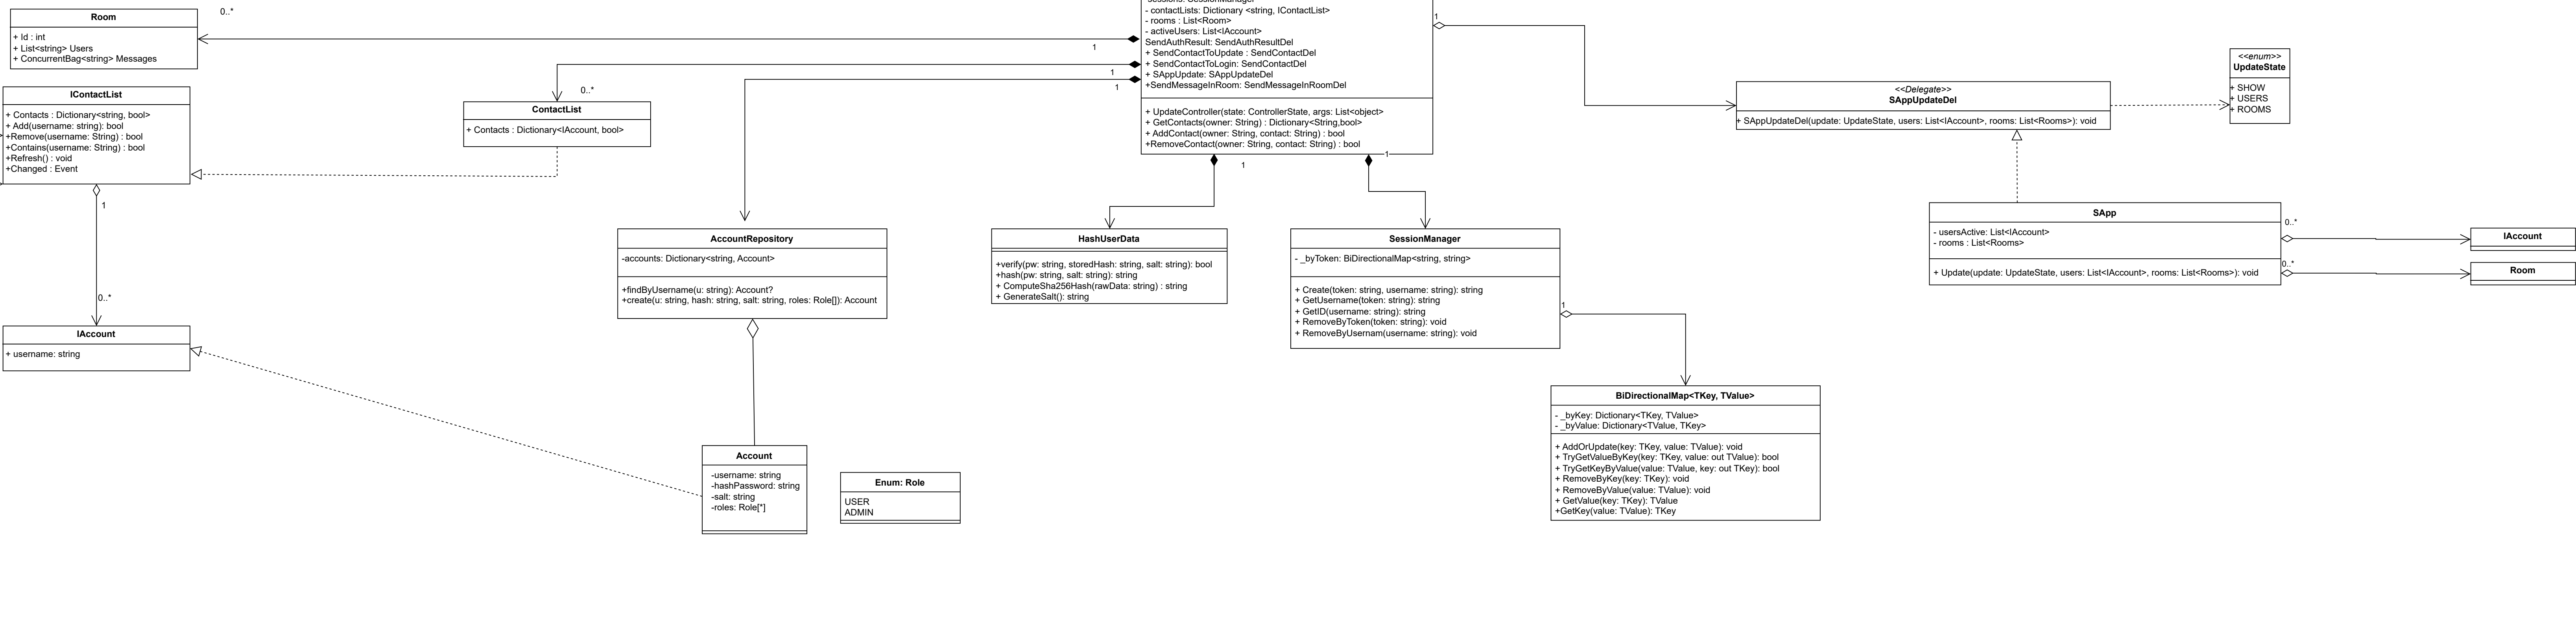 Room
+ Id : int
+ List<string> Users
+ ConcurrentBag<string> Messages
0..*
1
IContactList
+ Contacts : Dictionary<string, bool>
+ Add(username: string): bool
+Remove(username: String) : bool
+Contains(username: String) : bool
+Refresh() : void
+Changed : Event
1
0..*
IAccount
+ username: string
0..*
1
ContactList
+ Contacts : Dictionary<IAccount, bool>
1
- contactLists: Dictionary <string, IContactList>
- rooms : List<Room>
- activeUsers: List<IAccount>
SendAuthResult: SendAuthResultDel
+ SendContactToUpdate : SendContactDel
+ SendContactToLogin: SendContactDel
+ SAppUpdate: SAppUpdateDel
+SendMessageInRoom: SendMessageInRoomDel
+ UpdateController(state: ControllerState, args: List<object)
+ GetContacts(owner: String) : Dictionary<String,bool>
+ AddContact(owner: String, contact: String) : bool
+RemoveContact(owner: String, contact: String) : bool
1
1
1
AccountRepository
-accounts: Dictionary<string, Account>
+findByUsername(u: string): Account?
+create(u: string, hash: string, salt: string, roles: Role[]): Account
Account
-username: string
-hashPassword: string
-salt: string
-roles: Role[*]
Enum: Role
USER
ADMIN
HashUserData
+verify(pw: string, storedHash: string, salt: string): bool
+hash(pw: string, salt: string): string
+ ComputeSha256Hash(rawData: string) : string
+ GenerateSalt(): string
SessionManager
- _byToken: BiDirectionalMap<string, string>
+ Create(token: string, username: string): string
+ GetUsername(token: string): string
+ GetID(username: string): string
+ RemoveByToken(token: string): void
+ RemoveByUsernam(username: string): void
1
BiDirectionalMap<TKey, TValue>
- _byKey: Dictionary<TKey, TValue>
- _byValue: Dictionary<TValue, TKey>
+ AddOrUpdate(key: TKey, value: TValue): void
+ TryGetValueByKey(key: TKey, value: out TValue): bool
+ TryGetKeyByValue(value: TValue, key: out TKey): bool
+ RemoveByKey(key: TKey): void
+ RemoveByValue(value: TValue): void
+ GetValue(key: TKey): TValue
+GetKey(value: TValue): TKey
<<Delegate>>
SAppUpdateDel
+ SAppUpdateDel(update: UpdateState, users: List<IAccount>, rooms: List<Rooms>): void
<<enum>>
UpdateState
+ SHOW
+ USERS
+ ROOMS
SApp
- usersActive: List<IAccount>
- rooms : List<Rooms>
+ Update(update: UpdateState, users: List<IAccount>, rooms: List<Rooms>): void
0..*
0..*
IAccount
Room